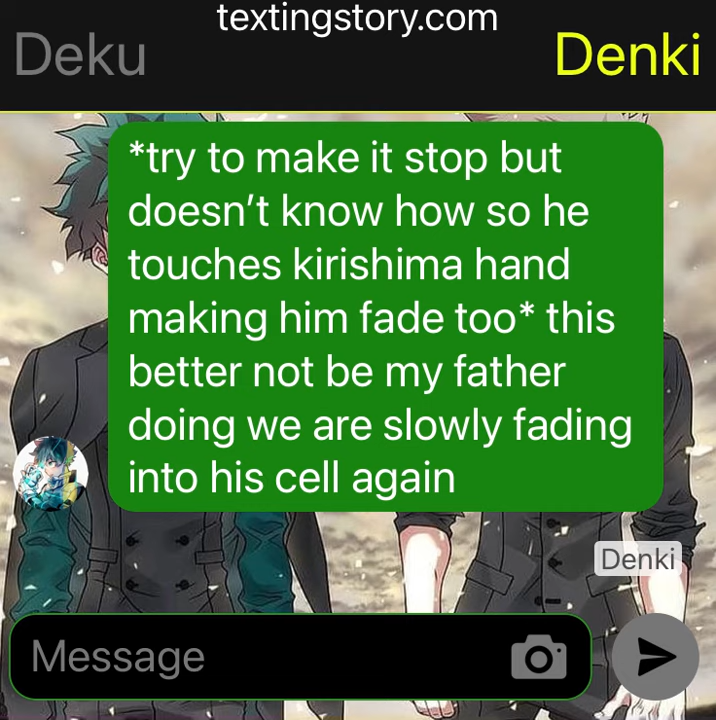 textingstory.com
Deku
Denki
*try to make it stop but
doesn’t know how so he
touches kirishima hand
making him fade too* this
better not be my father
doing we are slowly fading
into his cell again
Denki
Message